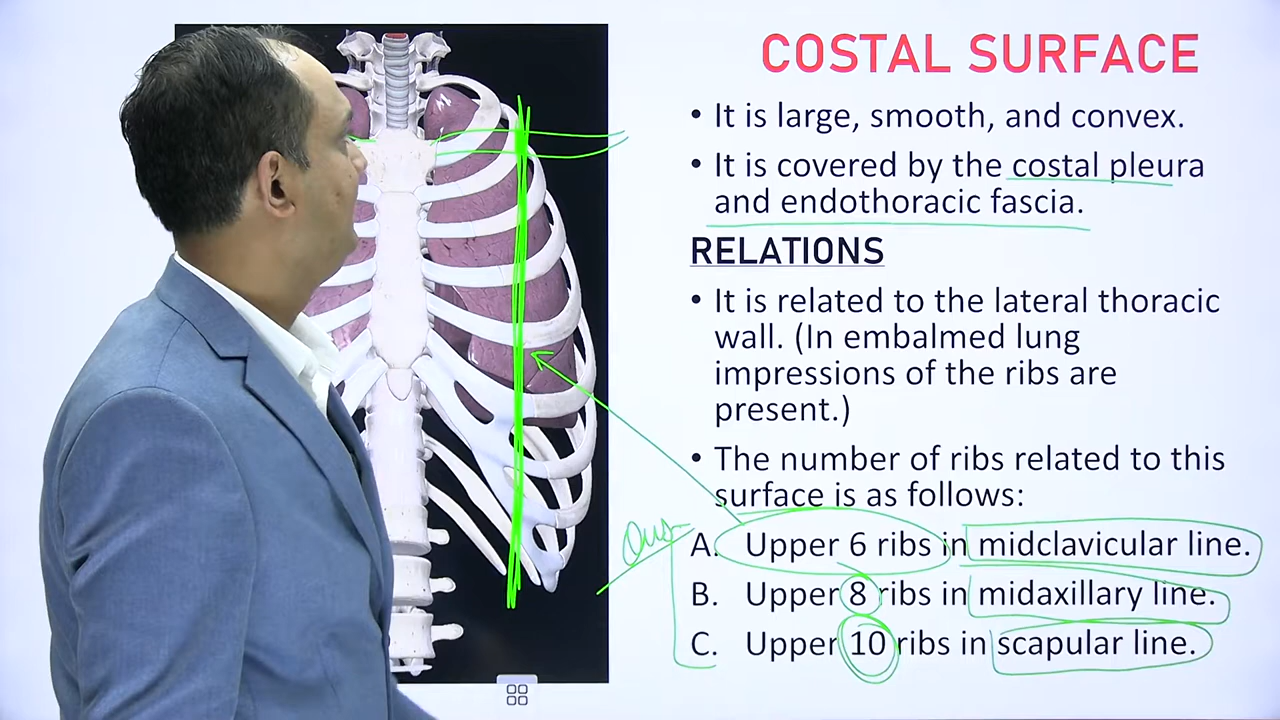 COSTAL SURFACE
• It is large, smooth, and convex.
• It is covered by the costal pleura
and endothoracic fascia.
RELATIONS
• It is related to the lateral thoracic
wall. (In embalmed lung
impressions of the ribs are
present.)
• The number of ribs related to this
surface is as follows:
Ques
A. Upper 6 ribs in midclavicular line.
B. Upper 8 ribs in midaxillary line.
C. Upper 10 ribs in scapular line.